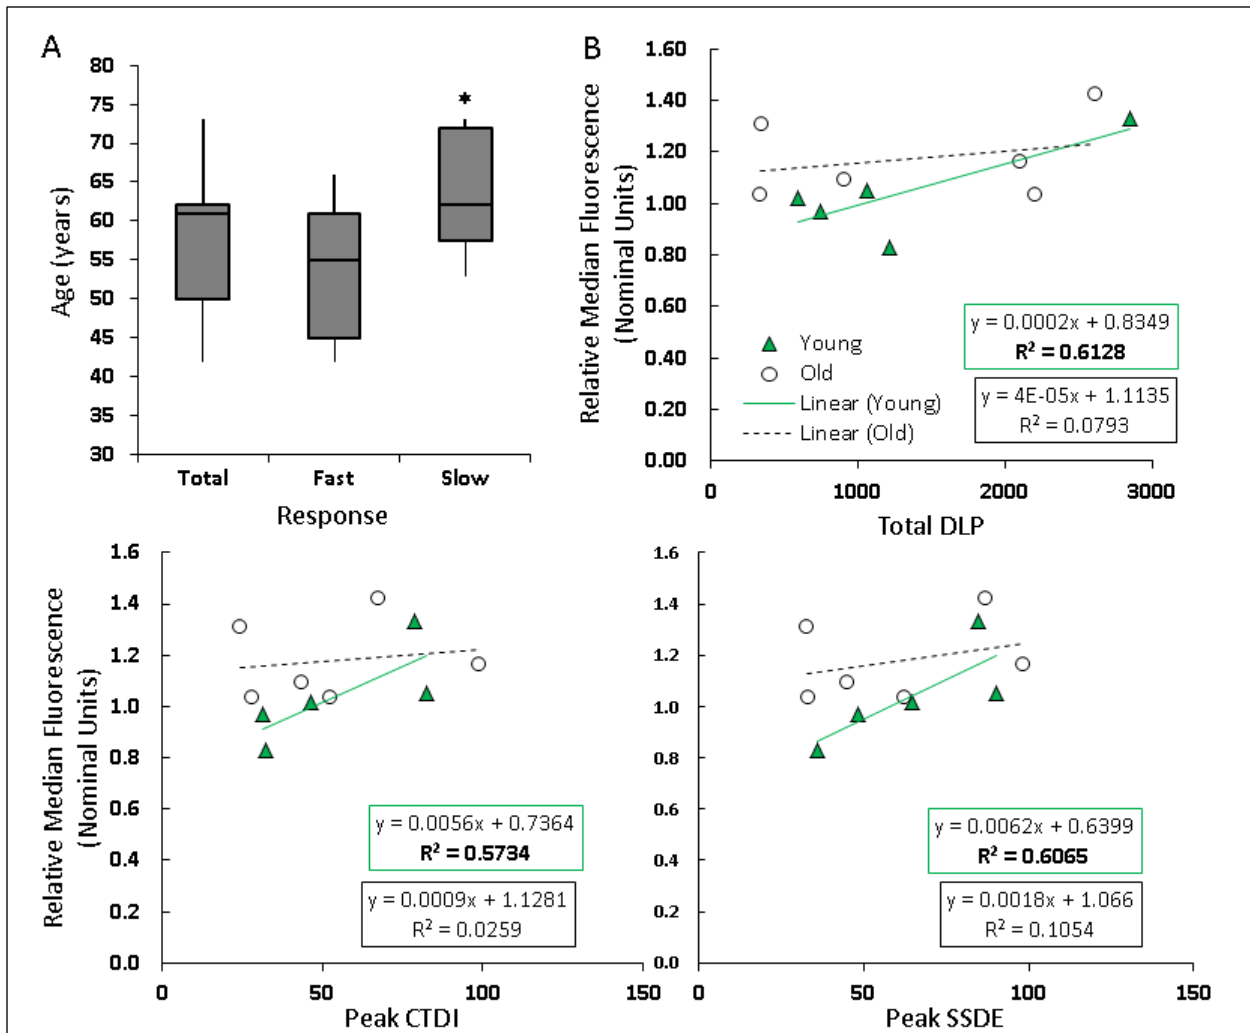 A
80
75
70
65
60
55
50
45
40
35
30
Age (years)
*
Total
Fast
Slow
Response
B
1.60
1.40
1.20
1.00
0.80
0.60
0.40
0.20
0.00
Relative Median Fluorescence
(Nominal Units)
Young
Old
Linear (Young)
Linear (Old)
y = 0.0002x + 0.8349
R² = 0.6128
y = 4E-05x + 1.1135
R² = 0.0793
0 1000 2000 3000
Total DLP
1.6
1.4
1.2
1.0
0.8
0.6
0.4
0.2
0.0
Relative Median Fluorescence
(Nominal Units)
y = 0.0056x + 0.7364
R² = 0.5734
y = 0.0009x + 1.1281
R² = 0.0259
0 50 100 150
Peak CTDI
1.6
1.4
1.2
1.0
0.8
0.6
0.4
0.2
0.0
y = 0.0062x + 0.6399
R² = 0.6065
y = 0.0018x + 1.066
R² = 0.1054
0 50 100 150
Peak SSDE